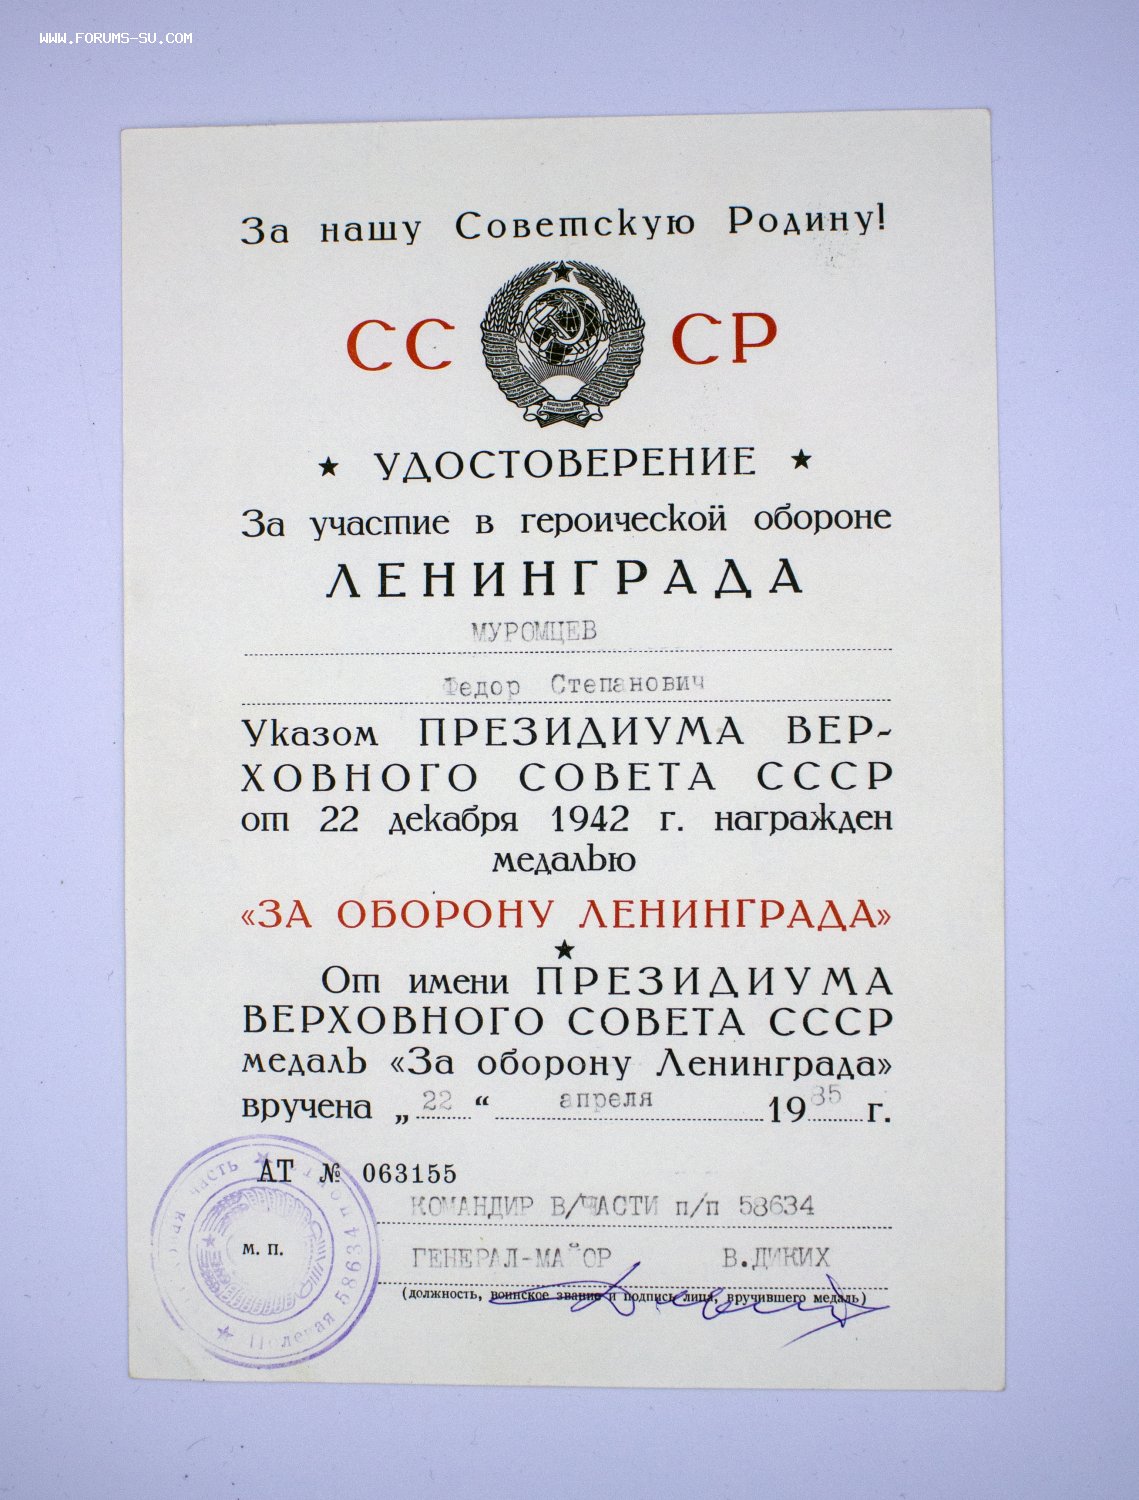 WWW.FORUMS-SU.COM
За нашу Советскую Родину!
СС СР
★ УДОСТОВЕРЕНИЕ ★
За участие в героической обороне
ЛЕНИНГРАДА
МУРОМЦЕВ
Федор Степанович
Указом ПРЕЗИДИУМА ВЕР-
ХОВНОГО СОВЕТА СССР
от 22 декабря 1942 г. награжден
медалью
«ЗА ОБОРОНУ ЛЕНИНГРАДА»
★
От имени ПРЕЗИДИУМА
ВЕРХОВНОГО СОВЕТА СССР
медаль «За оборону Ленинграда»
вручена „22“ апреля 1985 г.
АТ № 063155
КОМАНДИР В/ЧАСТИ п/п 58634
М. П.
ГЕНЕРАЛ-МАЙОР В.ДИКИХ
(должность, воинское звание и подпись лица, вручившего медаль)
часть
★ Полевая 58634